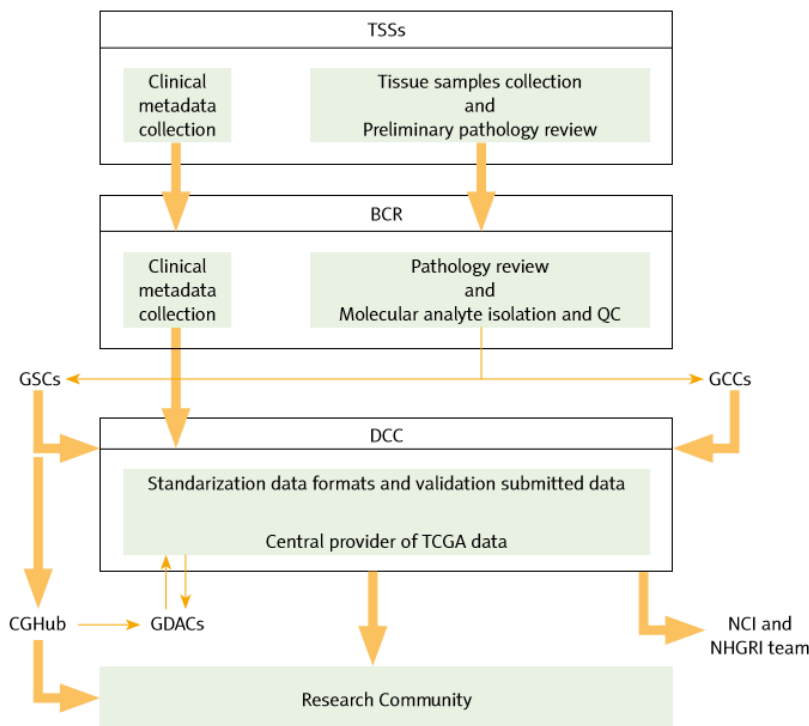 TSSs
Clinical
metadata
collection
Tissue samples collection
and
Preliminary pathology review
BCR
Clinical
metadata
collection
Pathology review
and
Molecular analyte isolation and QC
GSCs
GCCs
DCC
Standarization data formats and validation submitted data
Central provider of TCGA data
CGHub
GDACs
NCI and
NHGRI team
Research Community